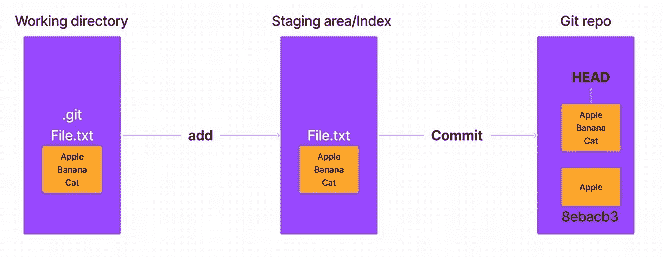 Working directory
Staging area/Index
Git repo
.git
File.txt
Apple
Banana
Cat
add
File.txt
Apple
Banana
Cat
Commit
HEAD
Apple
Banana
Cat
Apple
8ebacb3